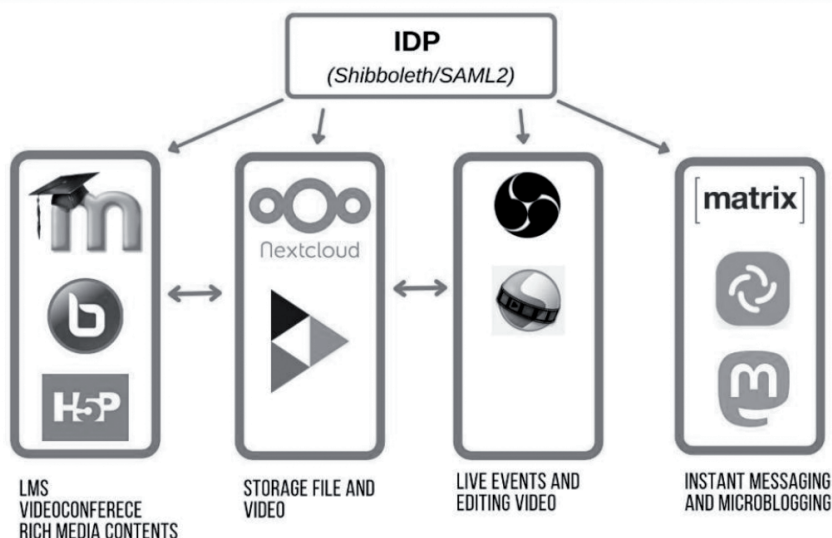 IDP
(Shibboleth/SAML2)
m
Nextcloud
b
H5P
[matrix]
m
LMS
VIDEOCONFERECE
RICH MEDIA CONTENTS
STORAGE FILE AND
VIDEO
LIVE EVENTS AND
EDITING VIDEO
INSTANT MESSAGING
AND MICROBLOGGING